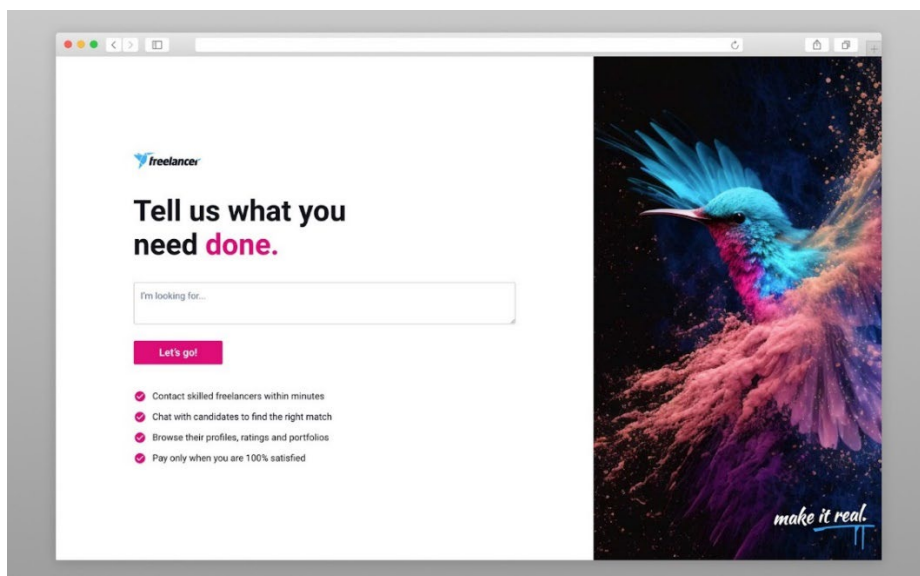 freelancer
Tell us what you
need done.
I'm looking for...
Let's go!
Contact skilled freelancers within minutes
Chat with candidates to find the right match
Browse their profiles, ratings and portfolios
Pay only when you are 100% satisfied
make it real.